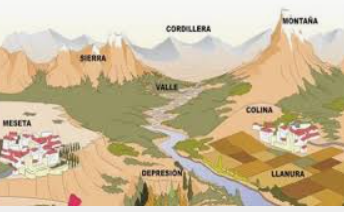 MONTAÑA
CORDILLERA
SIERRA
VALLE
COLINA
MESETA
DEPRESIÓN
LLANURA